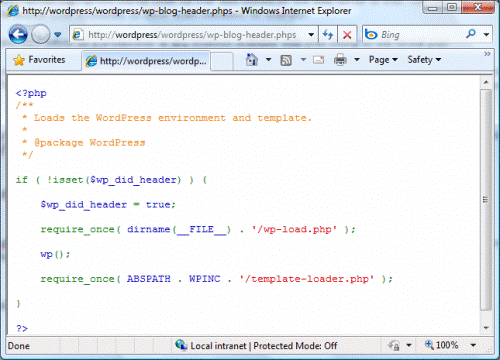 http://wordpress/wordpress/wp-blog-header.phps - Windows Internet Explorer
http://wordpress/wordpress/wp-blog-header.phps
Bing
Favorites
http://wordpress/wordp...
Page
Safety
<?php
/**
 * Loads the WordPress environment and template.
 *
 * @package WordPress
 */
if ( !isset($wp_did_header) ) {
    $wp_did_header = true;
    require_once( dirname(__FILE__) . '/wp-load.php' );
    wp();
    require_once( ABSPATH . WPINC . '/template-loader.php' );
}
?>
Done
Local intranet | Protected Mode: Off
100%